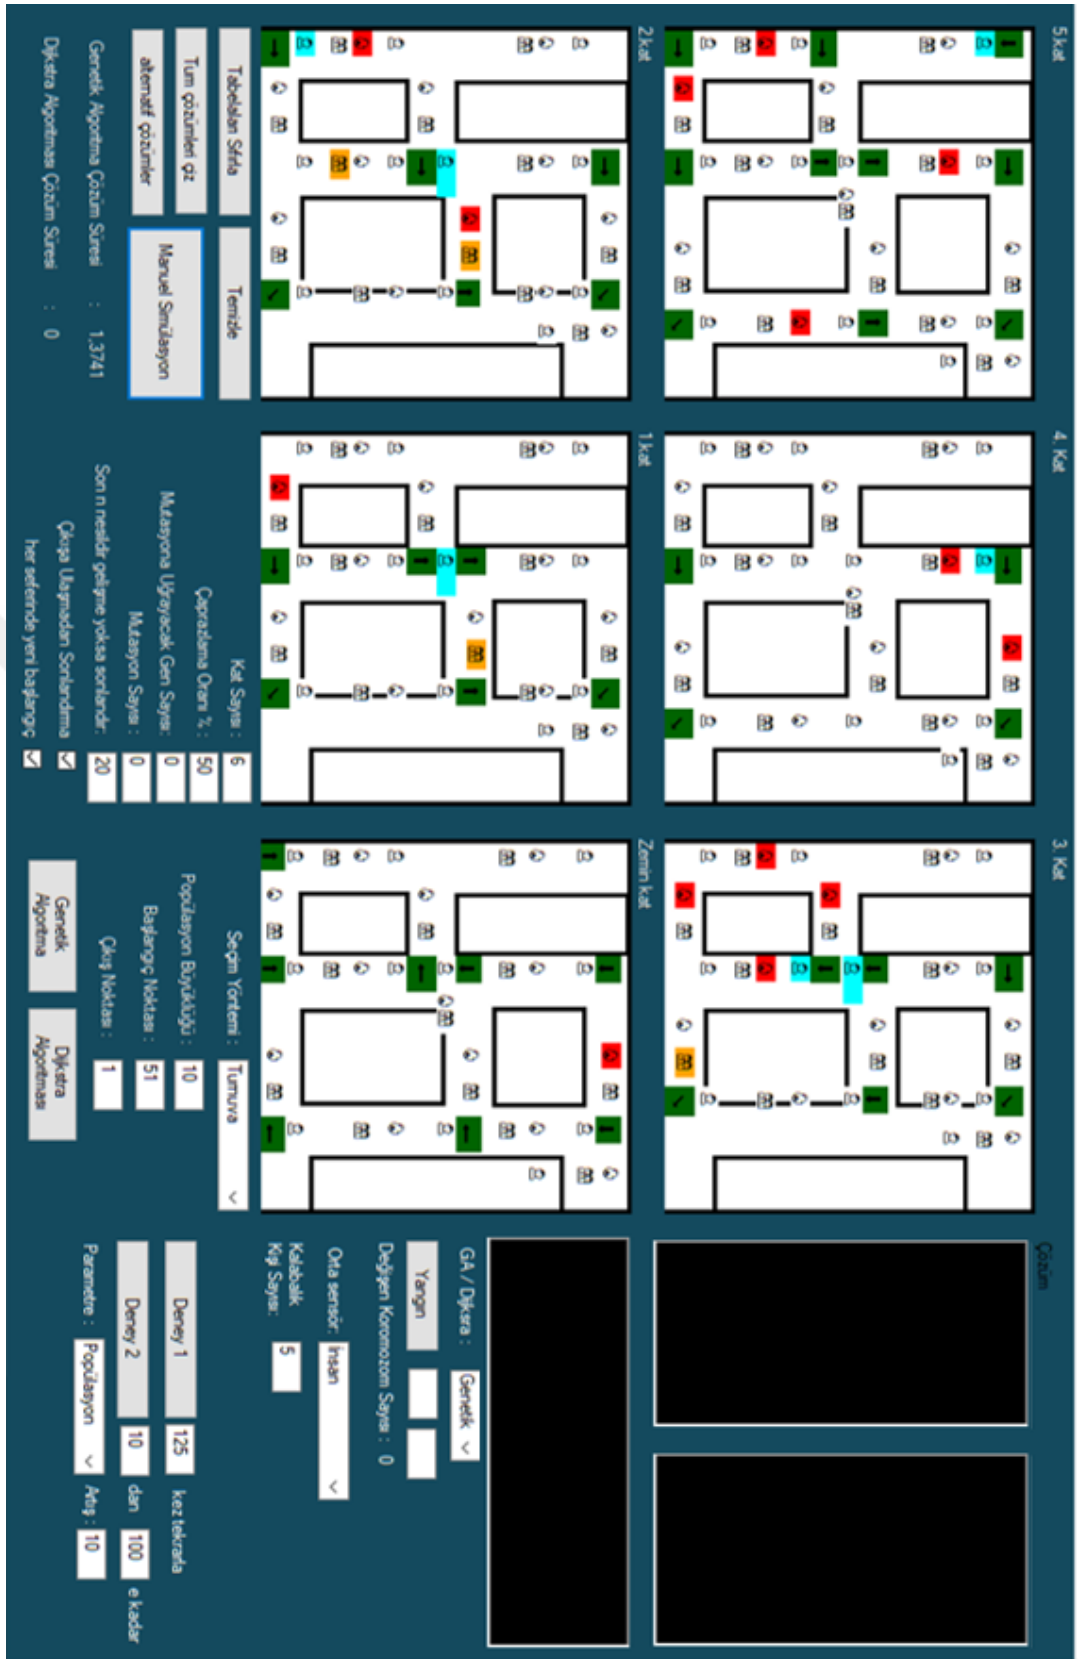 5.kat
4. Kat
3. Kat
Çözüm
2.kat
1.kat
Zemin kat
Tabelaları Sıfırla
Temizle
Tüm çözümleri çiz
alternatif çözümler
Manuel Simülasyon
Genetik Algoritma Çözüm Süresi : 1,3741
Dijkstra Algoritması Çözüm Süresi : 0
Kat Sayısı : 6
Çaprazlama Oranı % : 50
Mutasyona Uğrayacak Gen Sayısı: 0
Mutasyon Sayısı : 0
Son n nesildir gelişme yoksa sonlandır: 20
Çıkışa Ulaşmadan Sonlandırma
her seferinde yeni başlangıç
Seçim Yöntemi : Turnuva
Popülasyon Büyüklüğü : 10
Başlangıç Noktası : 51
Çıkış Noktası : 1
Genetik Algoritma
Dijkstra Algoritması
GA / Dijksra : Genetik
Yangın
Değişen Koromozom Sayısı : 0
Orta sensör: İnsan
Kalabalık
Kişi Sayısı: 5
Deney 1 125 kez tekrarla
Deney 2 10 dan 100 e kadar
Parametre : Popülasyon Artış : 10